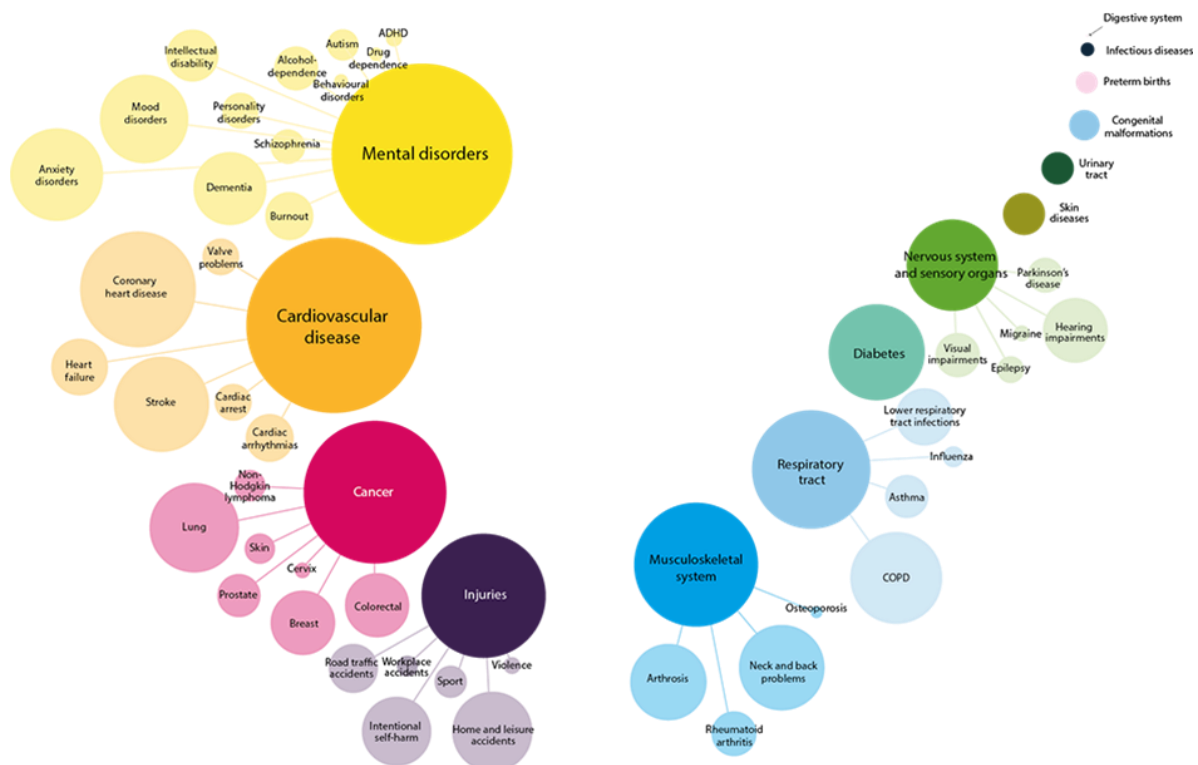 ADHD
Autism
Drug
dependence
Intellectual
disability
Alcohol-
dependence
Behavioural
disorders
Mood
disorders
Personality
disorders
Mental disorders
Schizophrenia
Anxiety
disorders
Dementia
Burnout
Valve
problems
Coronary
heart disease
Cardiovascular
disease
Heart
failure
Stroke
Cardiac
arrest
Cardiac
arrhythmias
Non-
Hodgkin
lymphoma
Cancer
Lung
Skin
Cervix
Prostate
Breast
Colorectal
Injuries
Road traffic
accidents
Workplace
accidents
Sport
Violence
Intentional
self-harm
Home and leisure
accidents
Digestive system
Infectious diseases
Preterm births
Congenital
malformations
Urinary
tract
Skin
diseases
Nervous system
and sensory organs
Parkinson's
disease
Migraine
Hearing
impairments
Visual
impairments
Epilepsy
Diabetes
Lower respiratory
tract infections
Influenza
Respiratory
tract
Asthma
COPD
Musculoskeletal
system
Osteoporosis
Arthrosis
Neck and back
problems
Rheumatoid
arthritis